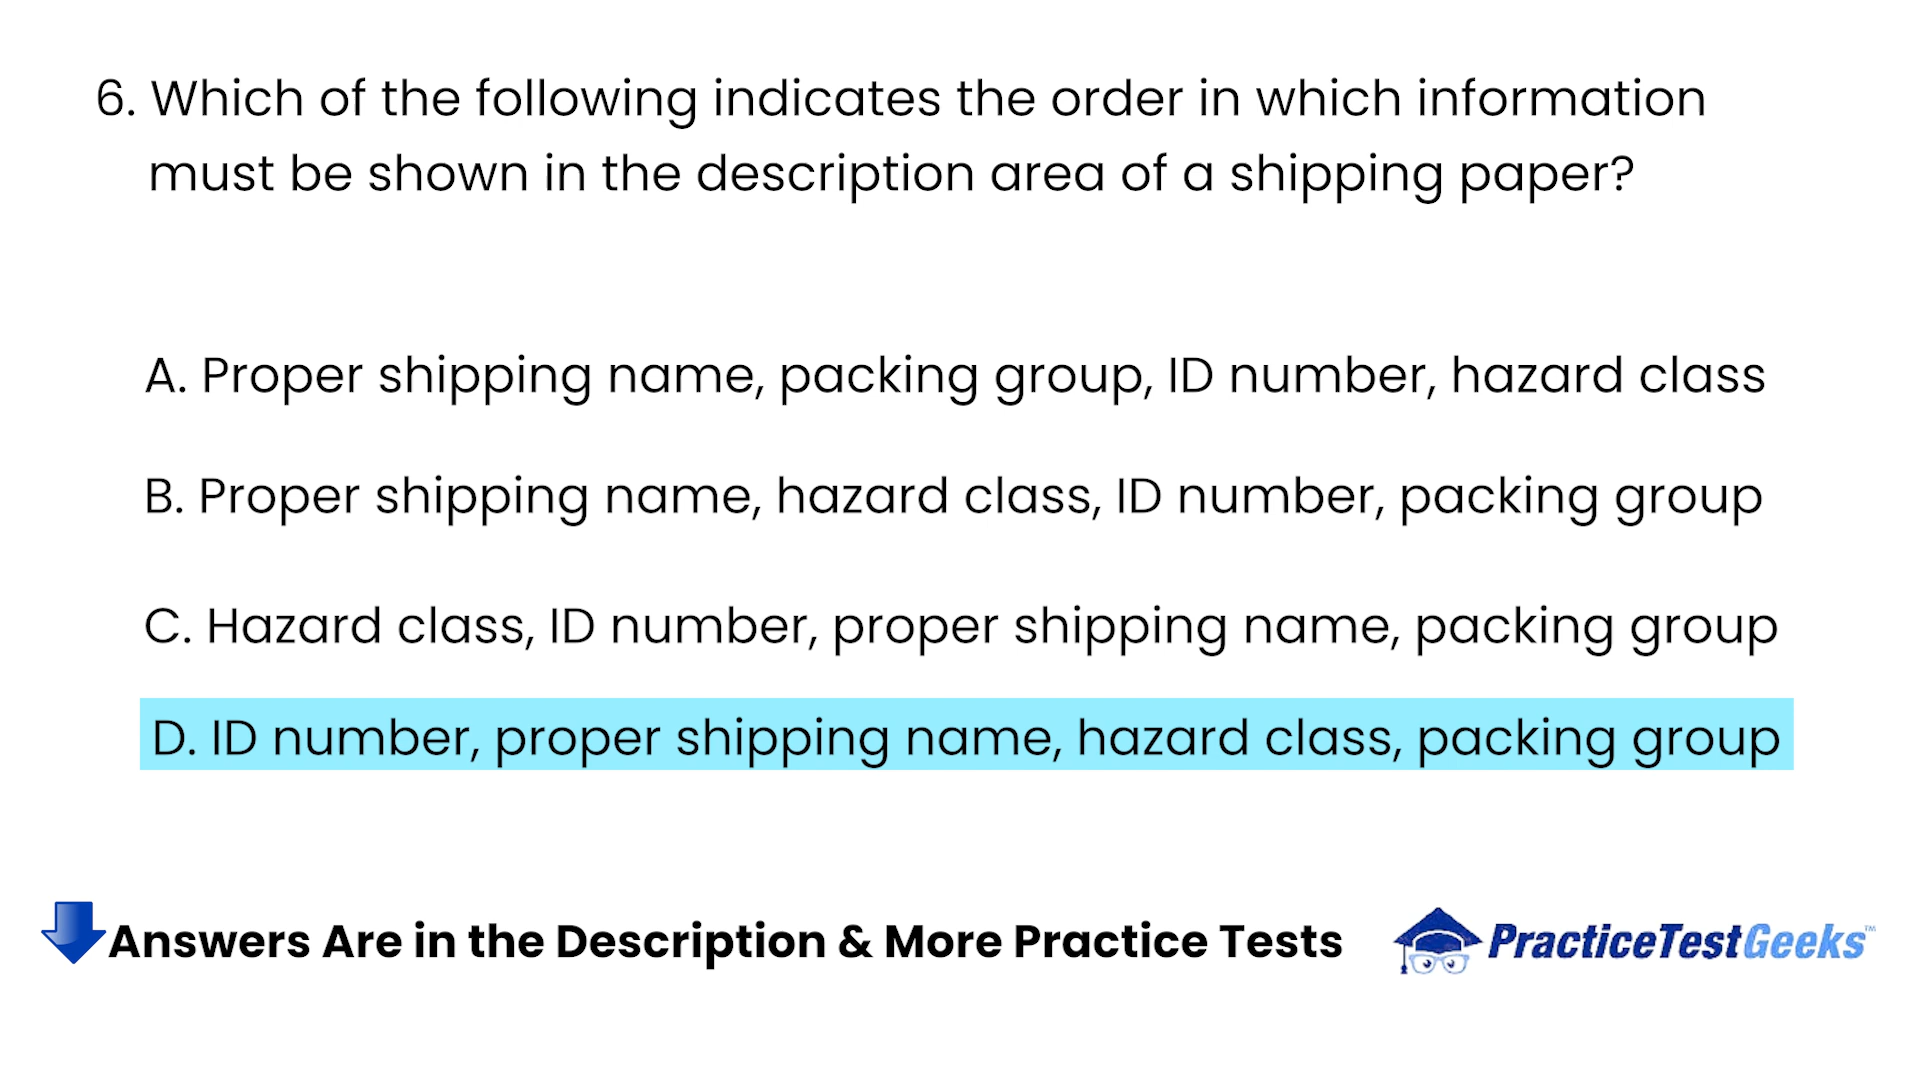 6. Which of the following indicates the order in which information
must be shown in the description area of a shipping paper?
A. Proper shipping name, packing group, ID number, hazard class
B. Proper shipping name, hazard class, ID number, packing group
C. Hazard class, ID number, proper shipping name, packing group
D. ID number, proper shipping name, hazard class, packing group
Answers Are in the Description & More Practice Tests
PracticeTestGeeks™